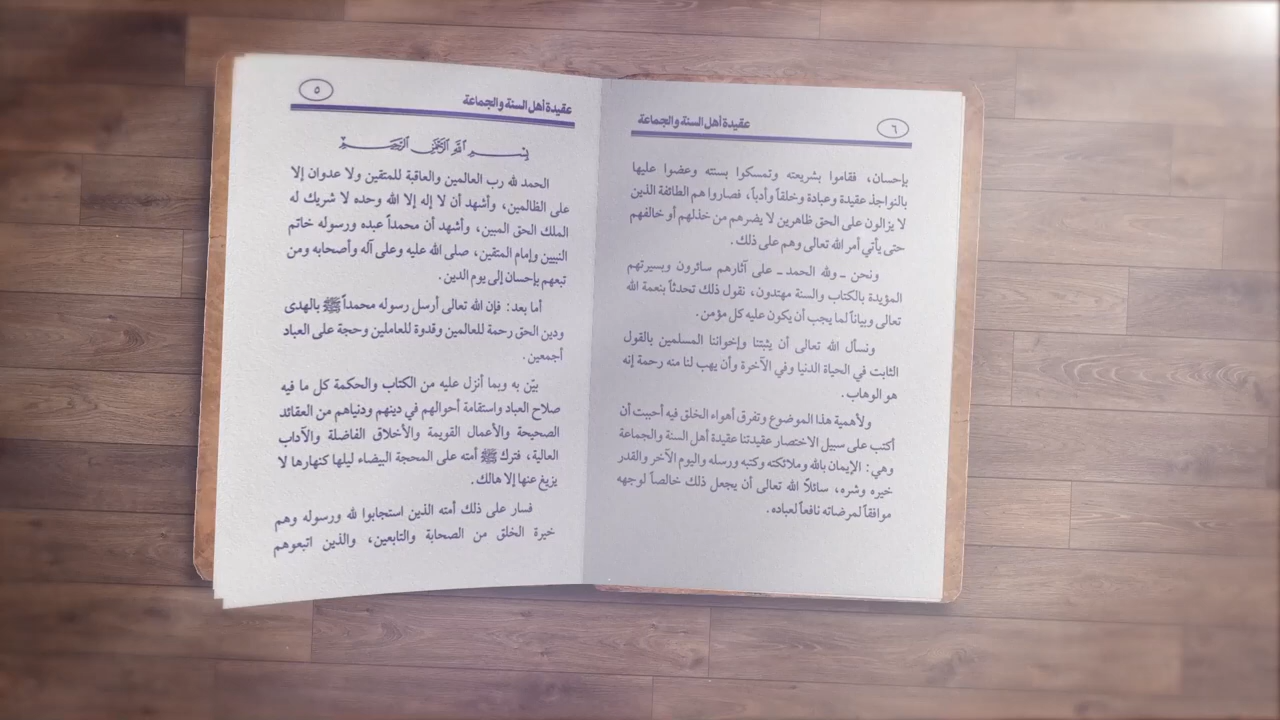 عقيدة أهل السنة والجماعة
٥
بسم الله الرحمن الرحيم
الحمد لله رب العالمين والعاقبة للمتقين ولا عدوان إلا
على الظالمين، وأشهد أن لا إله إلا الله وحده لا شريك له
الملك الحق المبين، وأشهد أن محمداً عبده ورسوله خاتم
النبيين وإمام المتقين، صلى الله عليه وعلى آله وأصحابه ومن
تبعهم بإحسان إلى يوم الدين.
أما بعد: فإن الله تعالى أرسل رسوله محمداً ﷺ بالهدى
ودين الحق رحمة للعالمين وقدوة للعاملين وحجة على العباد
أجمعين.
بيّن به وبما أنزل عليه من الكتاب والحكمة كل ما فيه
صلاح العباد واستقامة أحوالهم في دينهم ودنياهم من العقائد
الصحيحة والأعمال القويمة والأخلاق الفاضلة والآداب
العالية، فترك ﷺ أمته على المحجة البيضاء ليلها كنهارها لا
يزيغ عنها إلا هالك.
فسار على ذلك أمته الذين استجابوا لله ورسوله وهم
خيرة الخلق من الصحابة والتابعين، والذين اتبعوهم
٦
عقيدة أهل السنة والجماعة
بإحسان، فقاموا بشريعته وتمسكوا بسنته وعضوا عليها
بالنواجذ عقيدة وعبادة وخلقاً وأدباً، فصاروا هم الطائفة الذين
لا يزالون على الحق ظاهرين لا يضرهم من خذلهم أو خالفهم
حتى يأتي أمر الله تعالى وهم على ذلك.
ونحن ـ ولله الحمد ـ على آثارهم سائرون وبسيرتهم
المؤيدة بالكتاب والسنة مهتدون، نقول ذلك تحدثاً بنعمة الله
تعالى وبياناً لما يجب أن يكون عليه كل مؤمن.
ونسأل الله تعالى أن يثبتنا وإخواننا المسلمين بالقول
الثابت في الحياة الدنيا وفي الآخرة وأن يهب لنا منه رحمة إنه
هو الوهاب.
ولأهمية هذا الموضوع وتفرق أهواء الخلق فيه أحببت أن
أكتب على سبيل الاختصار عقيدتنا عقيدة أهل السنة والجماعة
وهي: الإيمان بالله وملائكته وكتبه ورسله واليوم الآخر والقدر
خيره وشره، سائلاً الله تعالى أن يجعل ذلك خالصاً لوجهه
موافقاً لمرضاته نافعاً لعباده.